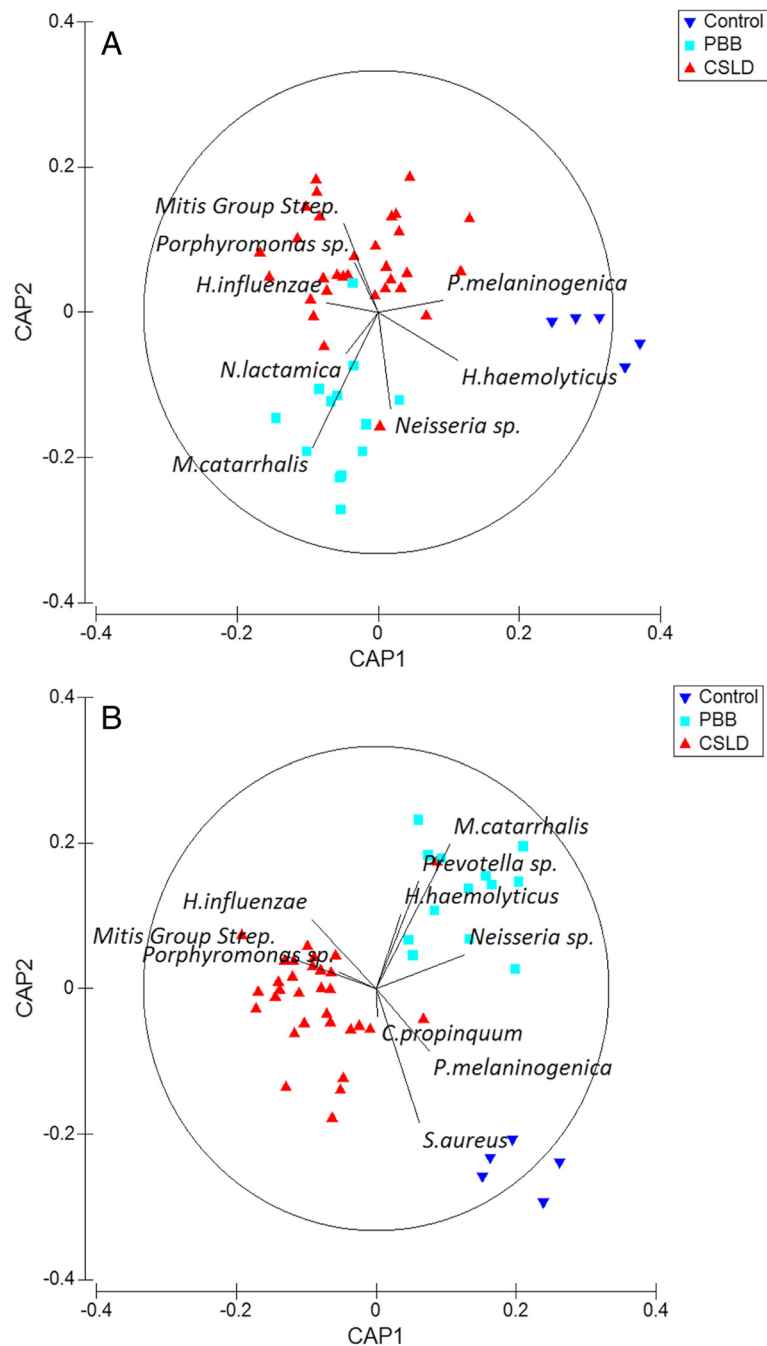 0.4
A
Control
PBB
CSLD
0.2
Mitis Group Strep.
Porphyromonas sp.
H.influenzae
P.melaninogenica
CAP2
0
N.lactamica
H.haemolyticus
Neisseria sp.
M.catarrhalis
-0.2
-0.4
-0.4
-0.2
0
0.2
0.4
CAP1
0.4
B
Control
PBB
CSLD
0.2
M.catarrhalis
Prevotella sp.
H.influenzae
H.haemolyticus
Mitis Group Strep.
Neisseria sp.
Porphyromonas sp.
CAP2
0
C.propinquum
P.melaninogenica
S.aureus
-0.2
-0.4
-0.4
-0.2
0
0.2
0.4
CAP1